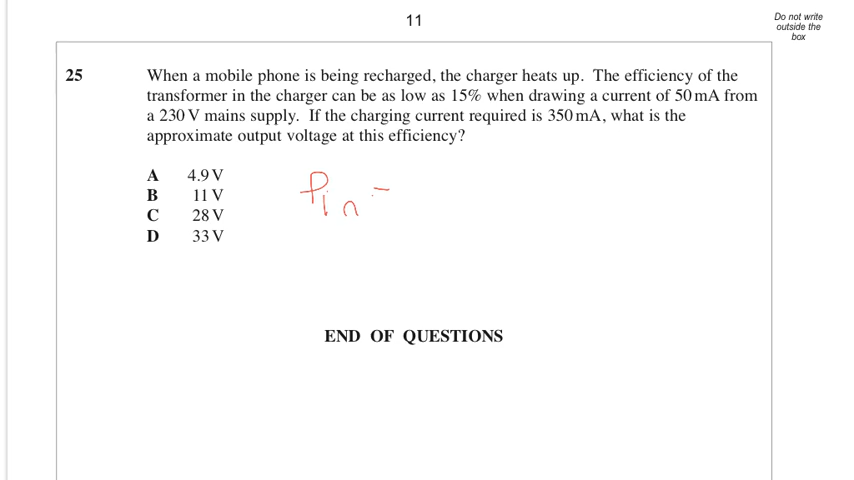 11
Do not write
outside the
box
25 When a mobile phone is being recharged, the charger heats up. The efficiency of the
transformer in the charger can be as low as 15% when drawing a current of 50 mA from
a 230 V mains supply. If the charging current required is 350 mA, what is the
approximate output voltage at this efficiency?
A 4.9 V
B 11 V
C 28 V
D 33 V
Pin -
END OF QUESTIONS